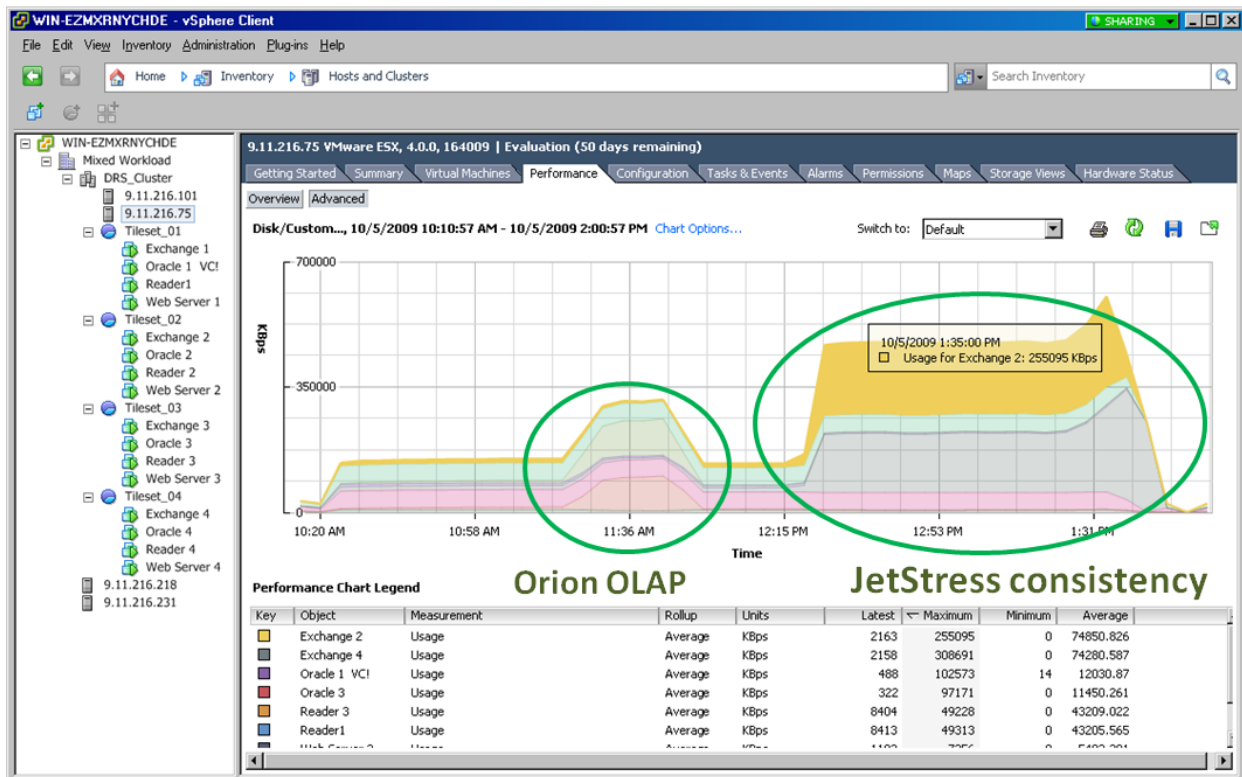 WIN-EZMXRNYCHDE - vSphere Client
SHARING
File Edit View Inventory Administration Plug-ins Help
Home Inventory Hosts and Clusters
Search Inventory
WIN-EZMXRNYCHDE
Mixed Workload
DRS_Cluster
9.11.216.101
9.11.216.75
Tileset_01
Exchange 1
Oracle 1 VC!
Reader1
Web Server 1
Tileset_02
Exchange 2
Oracle 2
Reader 2
Web Server 2
Tileset_03
Exchange 3
Oracle 3
Reader 3
Web Server 3
Tileset_04
Exchange 4
Oracle 4
Reader 4
Web Server 4
9.11.216.218
9.11.216.231
9.11.216.75 VMware ESX, 4.0.0, 164009 | Evaluation (50 days remaining)
Getting Started Summary Virtual Machines Performance Configuration Tasks & Events Alarms Permissions Maps Storage Views Hardware Status
Overview Advanced
Disk/Custom..., 10/5/2009 10:10:57 AM - 10/5/2009 2:00:57 PM Chart Options... Switch to: Default
700000
350000
0
KBps
10/5/2009 1:35:00 PM
Usage for Exchange 2: 255095 KBps
10:20 AM 10:58 AM 11:36 AM 12:15 PM 12:53 PM 1:31 PM
Time
Orion OLAP JetStress consistency
Performance Chart Legend
Key Object Measurement Rollup Units Latest Maximum Minimum Average
Exchange 2 Usage Average KBps 2163 255095 0 74850.826
Exchange 4 Usage Average KBps 2158 308691 0 74280.587
Oracle 1 VC! Usage Average KBps 488 102573 14 12030.87
Oracle 3 Usage Average KBps 322 97171 0 11450.261
Reader 3 Usage Average KBps 8404 49228 0 43209.022
Reader1 Usage Average KBps 8413 49313 0 43205.565